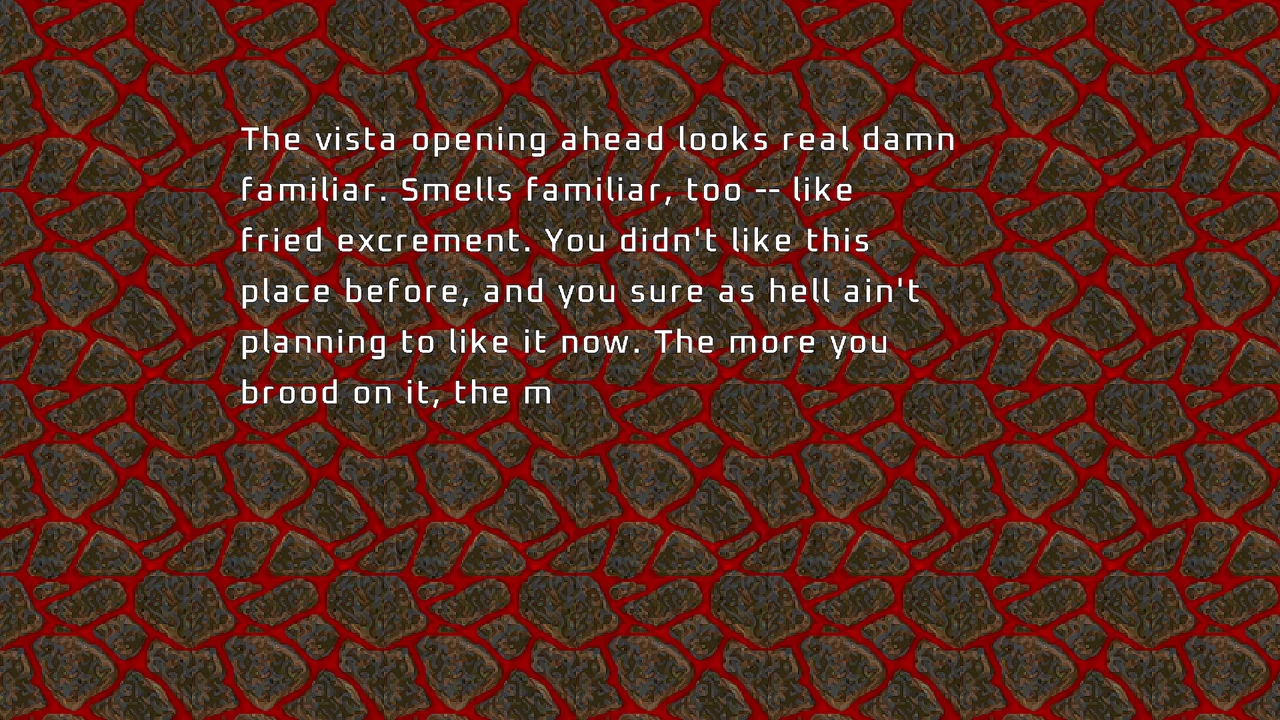 The vista opening ahead looks real damn
familiar. Smells familiar, too -- like
fried excrement. You didn't like this
place before, and you sure as hell ain't
planning to like it now. The more you
brood on it, the m